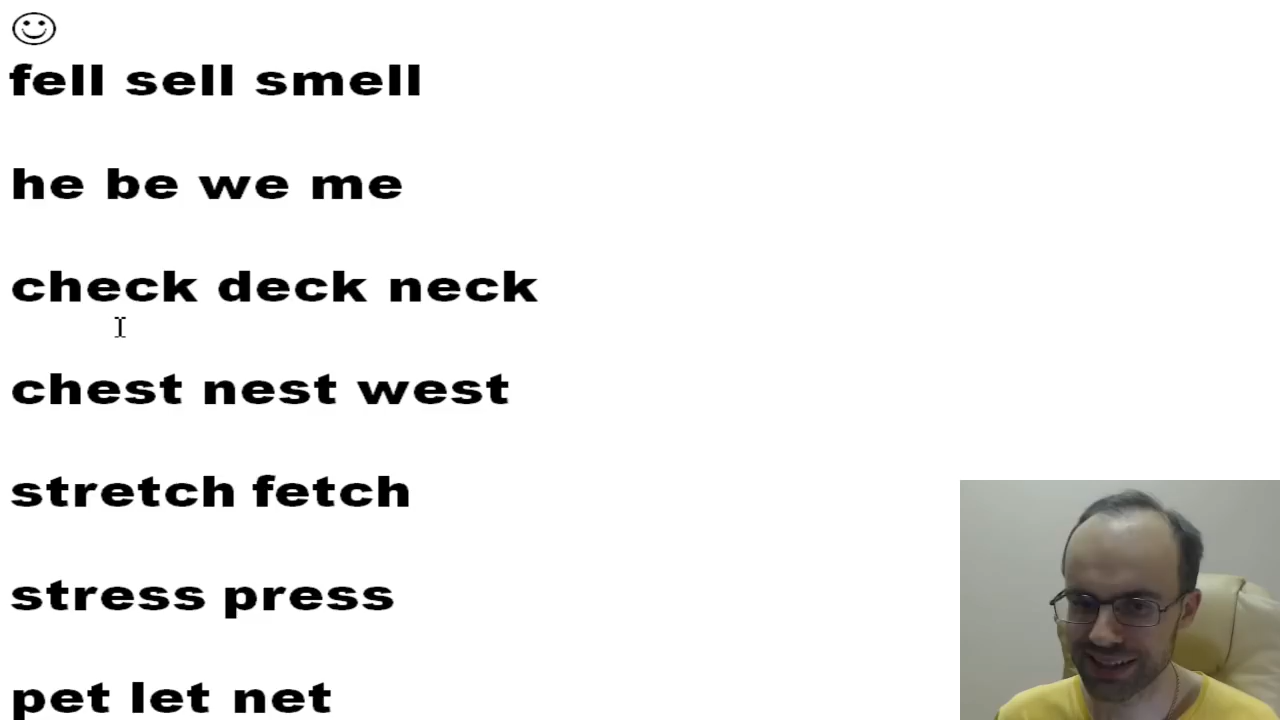 fell sell smell
he be we me
check deck neck
chest nest west
stretch fetch
stress press
pet let net